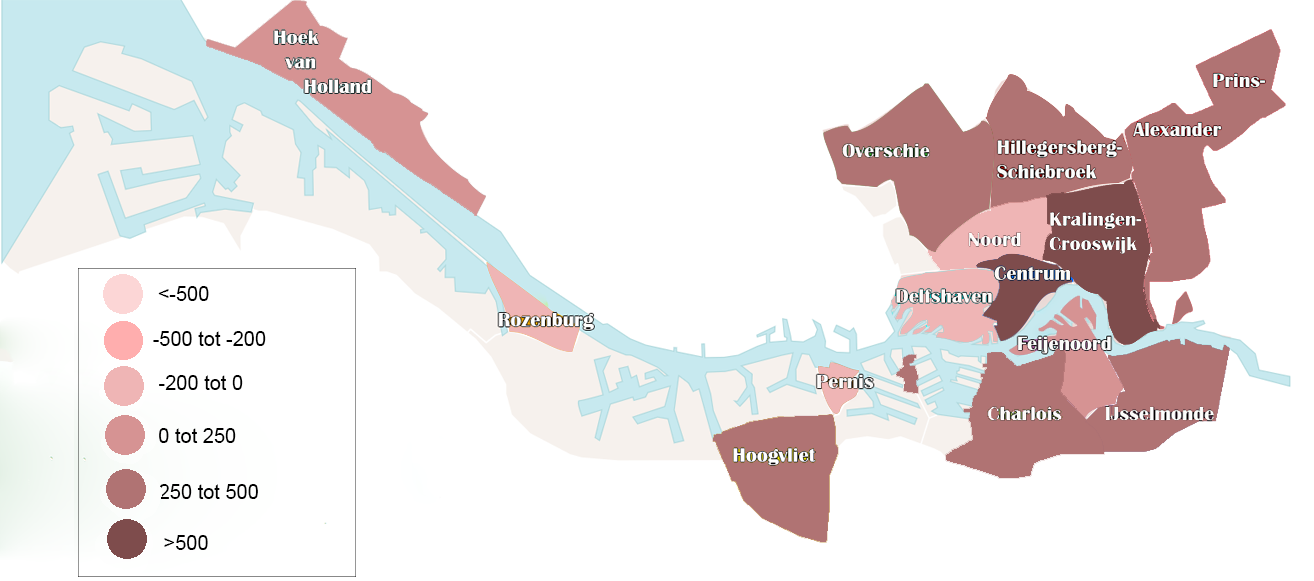 Hoek
van
Holland
Prins-
Alexander
Overschie
Hillegersberg-
Schiebroek
Kralingen-
Crooswijk
Noord
Centrum
Delfshaven
Rozenburg
Feijenoord
Pernis
Charlois
IJsselmonde
Hoogvliet
<-500
-500 tot -200
-200 tot 0
0 tot 250
250 tot 500
>500